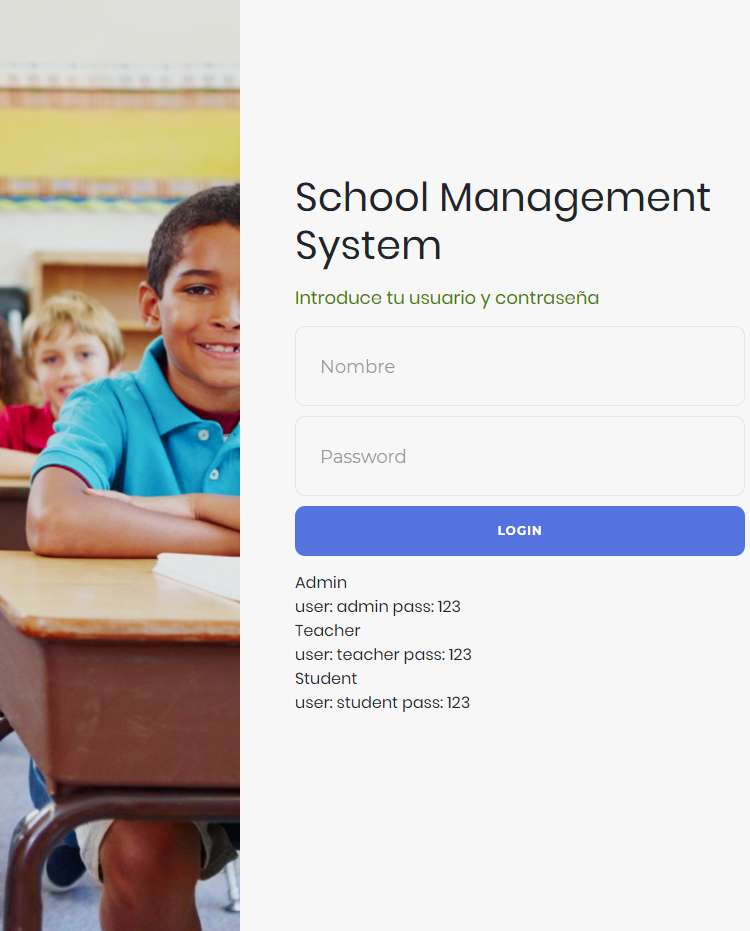 School Management
System
Introduce tu usuario y contraseña
Nombre
Password
LOGIN
Admin
user: admin pass: 123
Teacher
user: teacher pass: 123
Student
user: student pass: 123